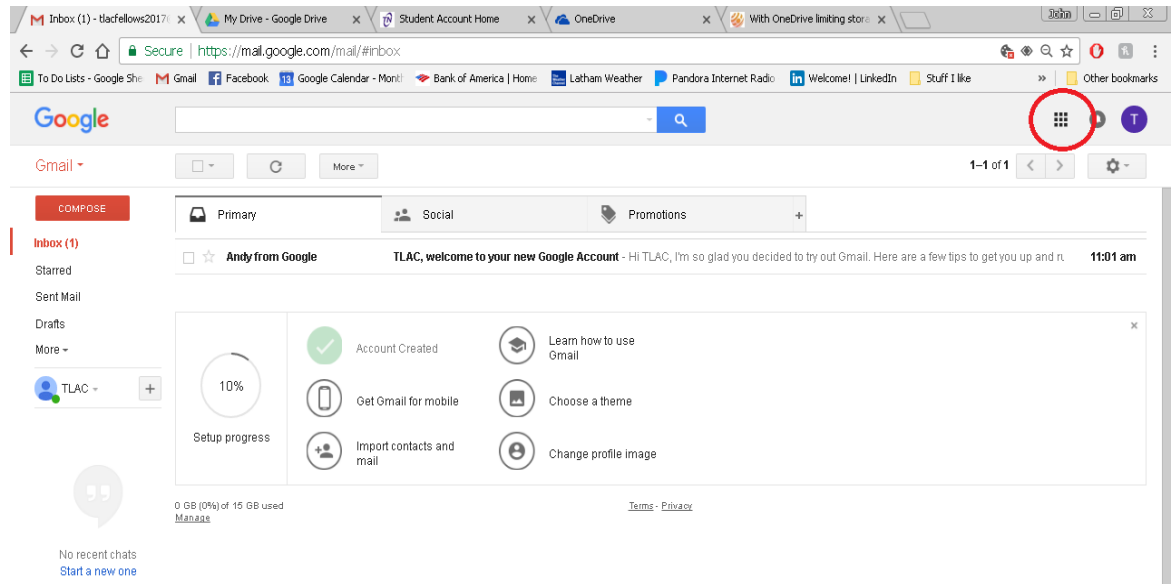 Inbox (1) - tlacfellows2017
My Drive - Google Drive
Student Account Home
OneDrive
With OneDrive limiting stora
John
Secure | https://mail.google.com/mail/#inbox
To Do Lists - Google She
Gmail
Facebook
13 Google Calendar - Month
Bank of America | Home
Latham Weather
Pandora Internet Radio
Welcome! | LinkedIn
Stuff I like
»
Other bookmarks
Google
T
Gmail
More
1–1 of 1
COMPOSE
Primary
Social
Promotions
+
Inbox (1)
Andy from Google TLAC, welcome to your new Google Account - Hi TLAC, I'm so glad you decided to try out Gmail. Here are a few tips to get you up and ru 11:01 am
Starred
Sent Mail
Drafts
More
TLAC
+
10%
Setup progress
Account Created
Learn how to use
Gmail
Get Gmail for mobile
Choose a theme
Import contacts and
mail
Change profile image
0 GB (0%) of 15 GB used
Manage
Terms - Privacy
No recent chats
Start a new one